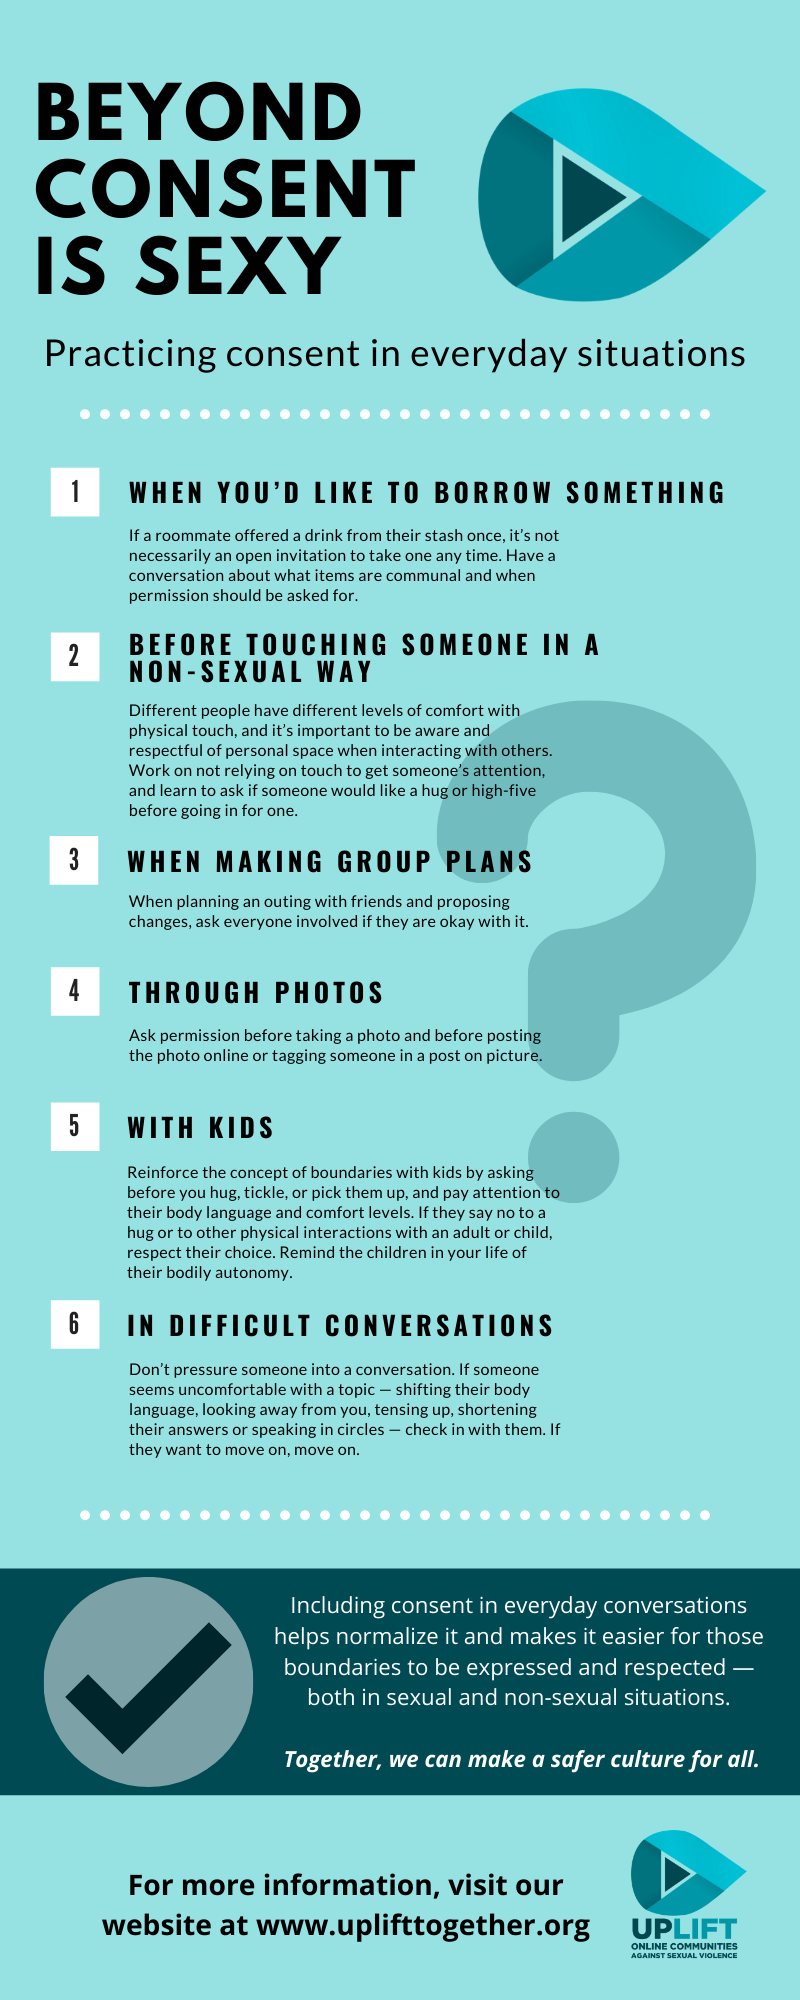 BEYOND
CONSENT
IS SEXY
Practicing consent in everyday situations
1
WHEN YOU’D LIKE TO BORROW SOMETHING
If a roommate offered a drink from their stash once, it’s not
necessarily an open invitation to take one any time. Have a
conversation about what items are communal and when
permission should be asked for.
2
BEFORE TOUCHING SOMEONE IN A
NON-SEXUAL WAY
Different people have different levels of comfort with
physical touch, and it’s important to be aware and
respectful of personal space when interacting with others.
Work on not relying on touch to get someone’s attention,
and learn to ask if someone would like a hug or high-five
before going in for one.
3
WHEN MAKING GROUP PLANS
When planning an outing with friends and proposing
changes, ask everyone involved if they are okay with it.
4
THROUGH PHOTOS
Ask permission before taking a photo and before posting
the photo online or tagging someone in a post on picture.
5
WITH KIDS
Reinforce the concept of boundaries with kids by asking
before you hug, tickle, or pick them up, and pay attention to
their body language and comfort levels. If they say no to a
hug or to other physical interactions with an adult or child,
respect their choice. Remind the children in your life of
their bodily autonomy.
6
IN DIFFICULT CONVERSATIONS
Don’t pressure someone into a conversation. If someone
seems uncomfortable with a topic — shifting their body
language, looking away from you, tensing up, shortening
their answers or speaking in circles — check in with them. If
they want to move on, move on.
?
Including consent in everyday conversations
helps normalize it and makes it easier for those
boundaries to be expressed and respected —
both in sexual and non-sexual situations.
Together, we can make a safer culture for all.
For more information, visit our
website at www.uplifttogether.org
UPLIFT
ONLINE COMMUNITIES
AGAINST SEXUAL VIOLENCE